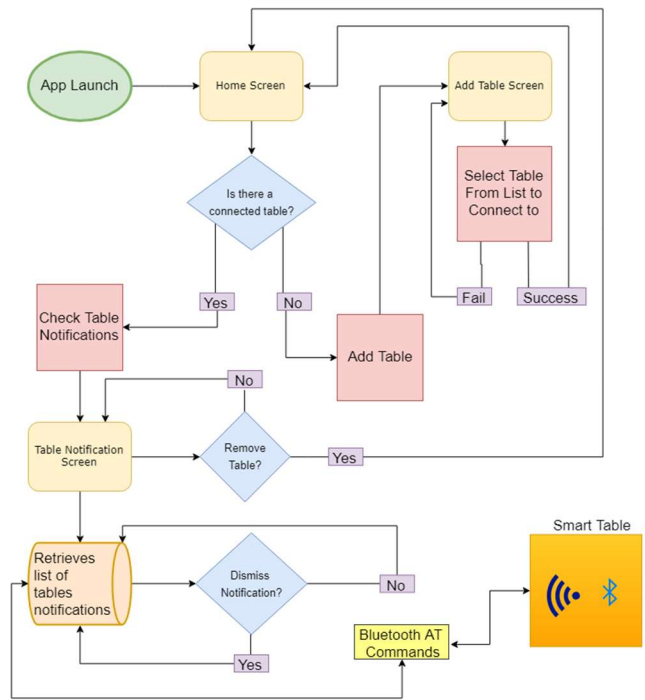 App Launch
Home Screen
Add Table Screen
Is there a
connected table?
Select Table
From List to
Connect to
Yes
No
Fail
Success
Check Table
Notifications
Add Table
No
Table Notification
Screen
Remove
Table?
Yes
Smart Table
Retrieves
list of
tables
notifications
Dismiss
Notification?
No
Yes
Bluetooth AT
Commands